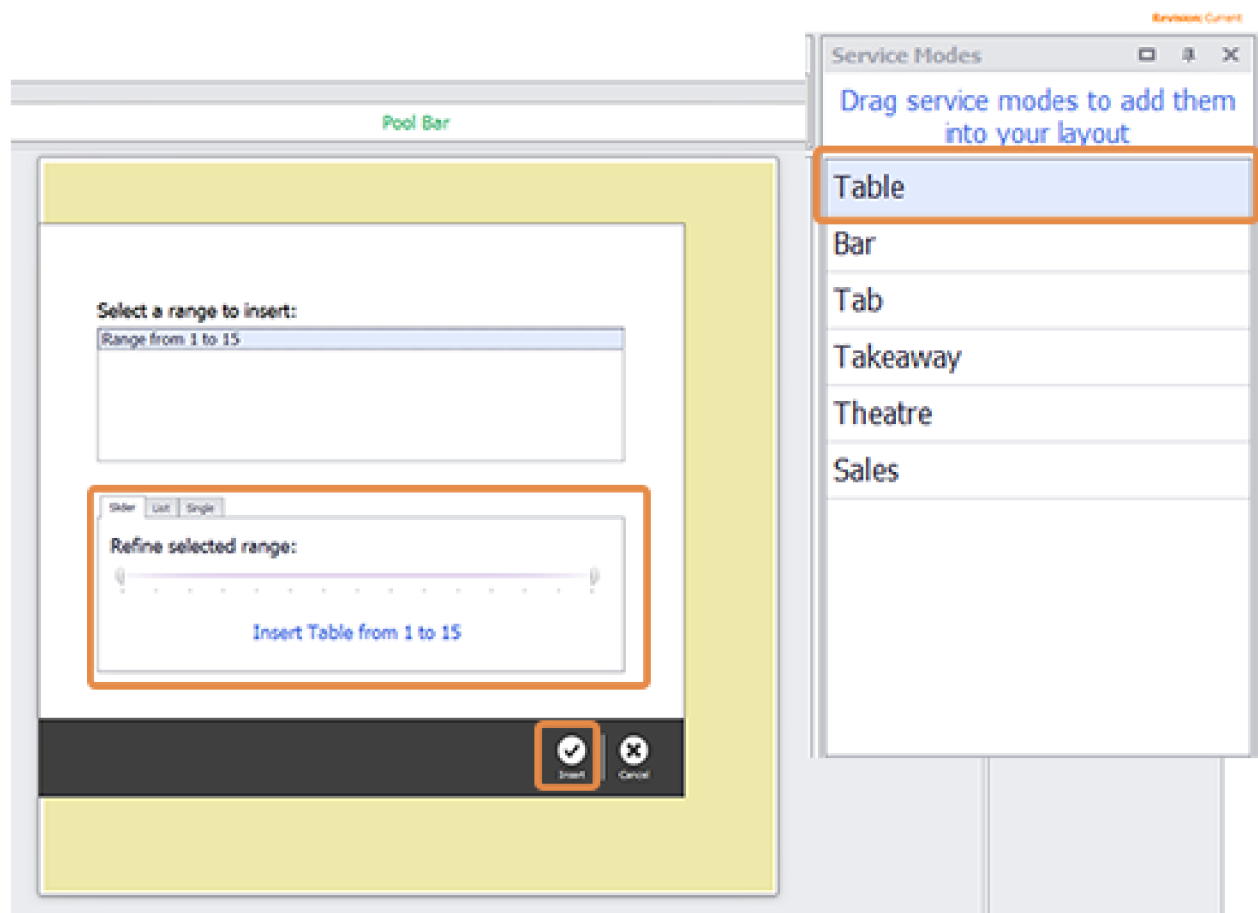 Revision: Current
Service Modes
Drag service modes to add them
into your layout
Pool Bar
Table
Bar
Tab
Takeaway
Theatre
Sales
Select a range to insert:
Range from 1 to 15
Slider List Single
Refine selected range:
Insert Table from 1 to 15
Insert Cancel